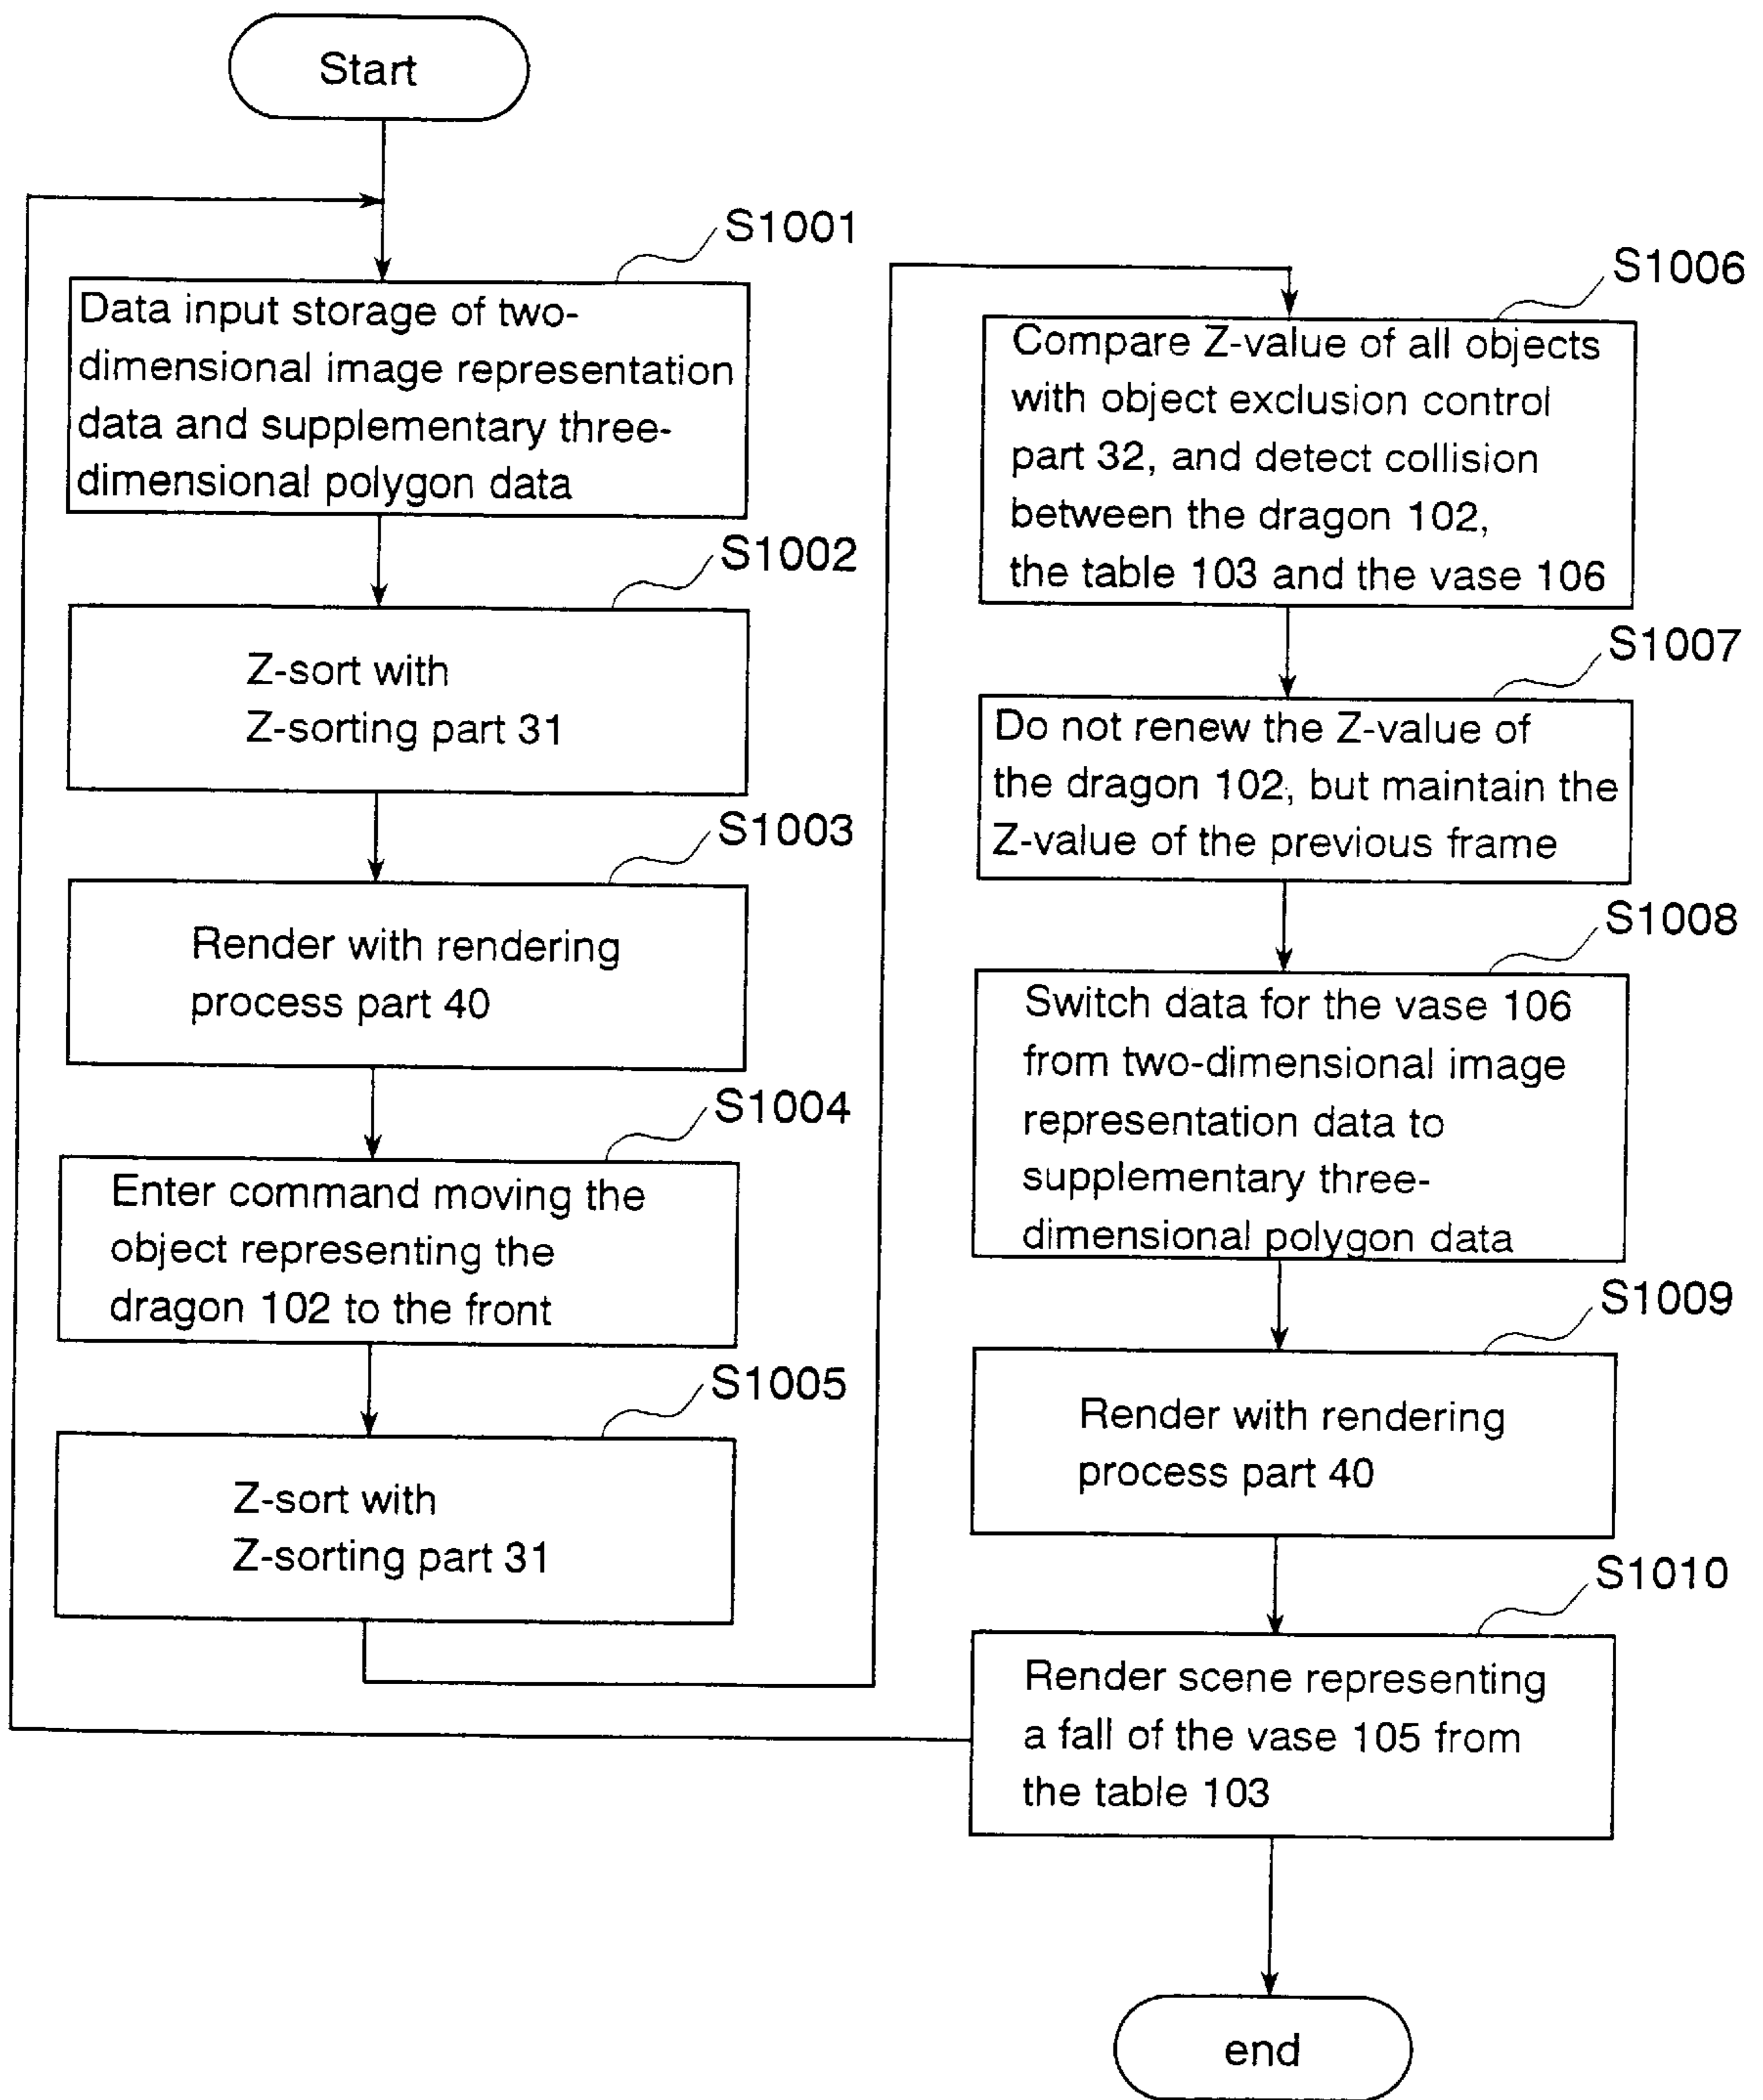 Start
S1001
Data input storage of two-
dimensional image representation
data and supplementary three-
dimensional polygon data
S1002
Z-sort with
Z-sorting part 31
S1003
Render with rendering
process part 40
S1004
Enter command moving the
object representing the
dragon 102 to the front
S1005
Z-sort with
Z-sorting part 31
S1006
Compare Z-value of all objects
with object exclusion control
part 32, and detect collision
between the dragon 102,
the table 103 and the vase 106
S1007
Do not renew the Z-value of
the dragon 102, but maintain the
Z-value of the previous frame
S1008
Switch data for the vase 106
from two-dimensional image
representation data to
supplementary three-
dimensional polygon data
S1009
Render with rendering
process part 40
S1010
Render scene representing
a fall of the vase 105 from
the table 103
end